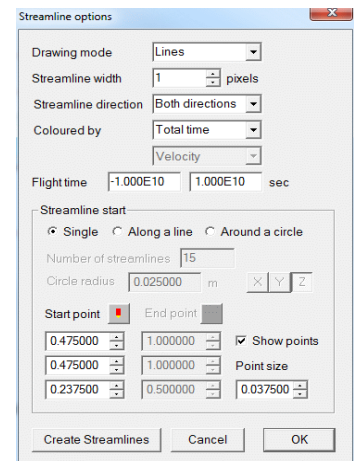 Streamline options
Drawing mode Lines
Streamline width 1 pixels
Streamline direction Both directions
Coloured by Total time
Velocity
Flight time -1.000E10 1.000E10 sec
Streamline start
Single Along a line Around a circle
Number of streamlines 15
Circle radius 0.025000 m X Y Z
Start point End point
0.475000 1.000000 Show points
0.475000 1.000000 Point size
0.237500 0.500000 0.037500
Create Streamlines Cancel OK